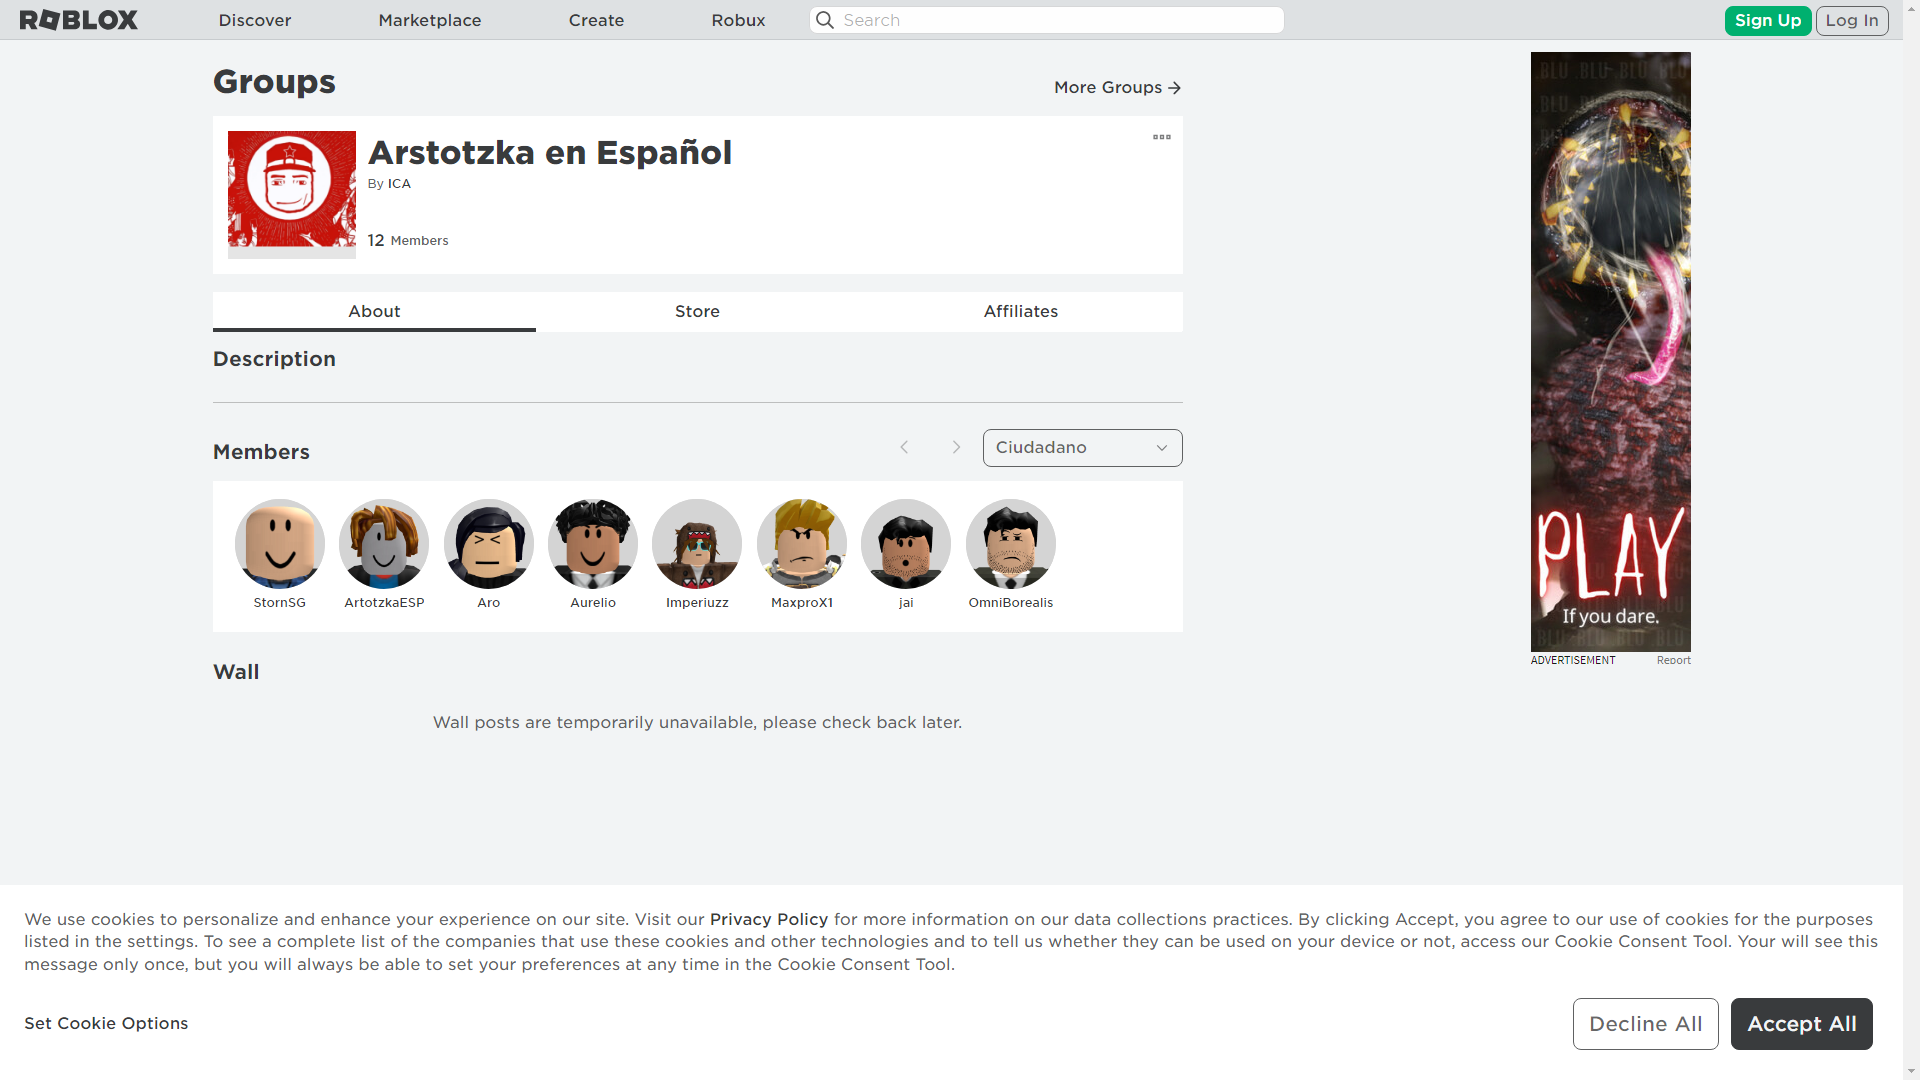 ROBLOX
Discover
Marketplace
Create
Robux
Search
Sign Up
Log In
Groups
More Groups
Arstotzka en Español
By ICA
12 Members
About
Store
Affiliates
Description
Members
Ciudadano
StornSG
ArtotzkaESP
Aro
Aurelio
Imperiuzz
MaxproX1
jai
OmniBorealis
Wall
Wall posts are temporarily unavailable, please check back later.
PLAY
If you dare.
ADVERTISEMENT
Report
We use cookies to personalize and enhance your experience on our site. Visit our Privacy Policy for more information on our data collections practices. By clicking Accept, you agree to our use of cookies for the purposes
listed in the settings. To see a complete list of the companies that use these cookies and other technologies and to tell us whether they can be used on your device or not, access our Cookie Consent Tool. Your will see this
message only once, but you will always be able to set your preferences at any time in the Cookie Consent Tool.
Set Cookie Options
Decline All
Accept All